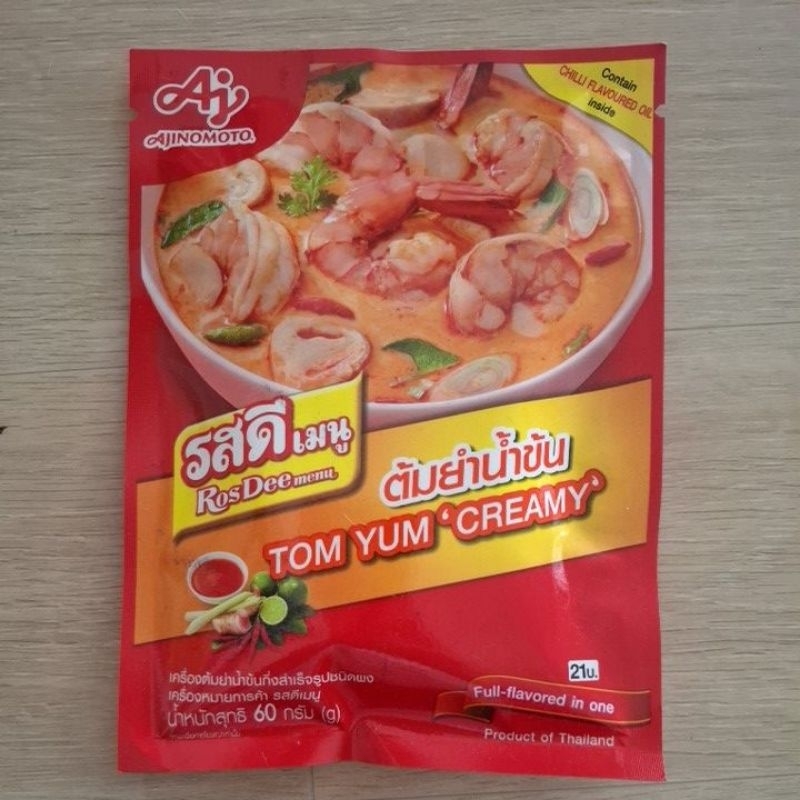 Aj
AJINOMOTO
Contain
CHILLI FLAVOURED OIL
inside
รสดี เมนู
RosDee menu
ต้มยำน้ำข้น
TOM YUM ‘CREAMY’
เครื่องต้มยำน้ำข้นกึ่งสำเร็จรูปชนิดผง
เครื่องหมายการค้า รสดีเมนู
น้ำหนักสุทธิ 60 กรัม (g)
21บ.
Full-flavored in one
Product of Thailand